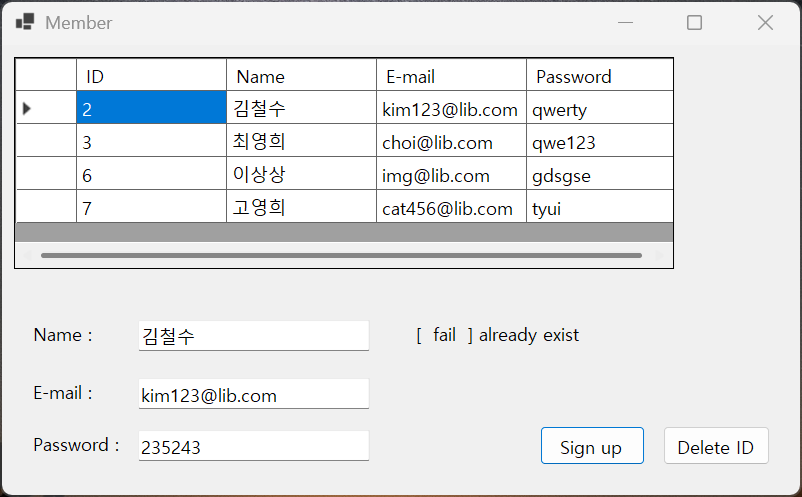 Member
ID Name E-mail Password
2 김철수 kim123@lib.com qwerty
3 최영희 choi@lib.com qwe123
6 이상상 img@lib.com gdsgse
7 고영희 cat456@lib.com tyui
Name : 김철수 [ fail ] already exist
E-mail : kim123@lib.com
Password : 235243 Sign up Delete ID